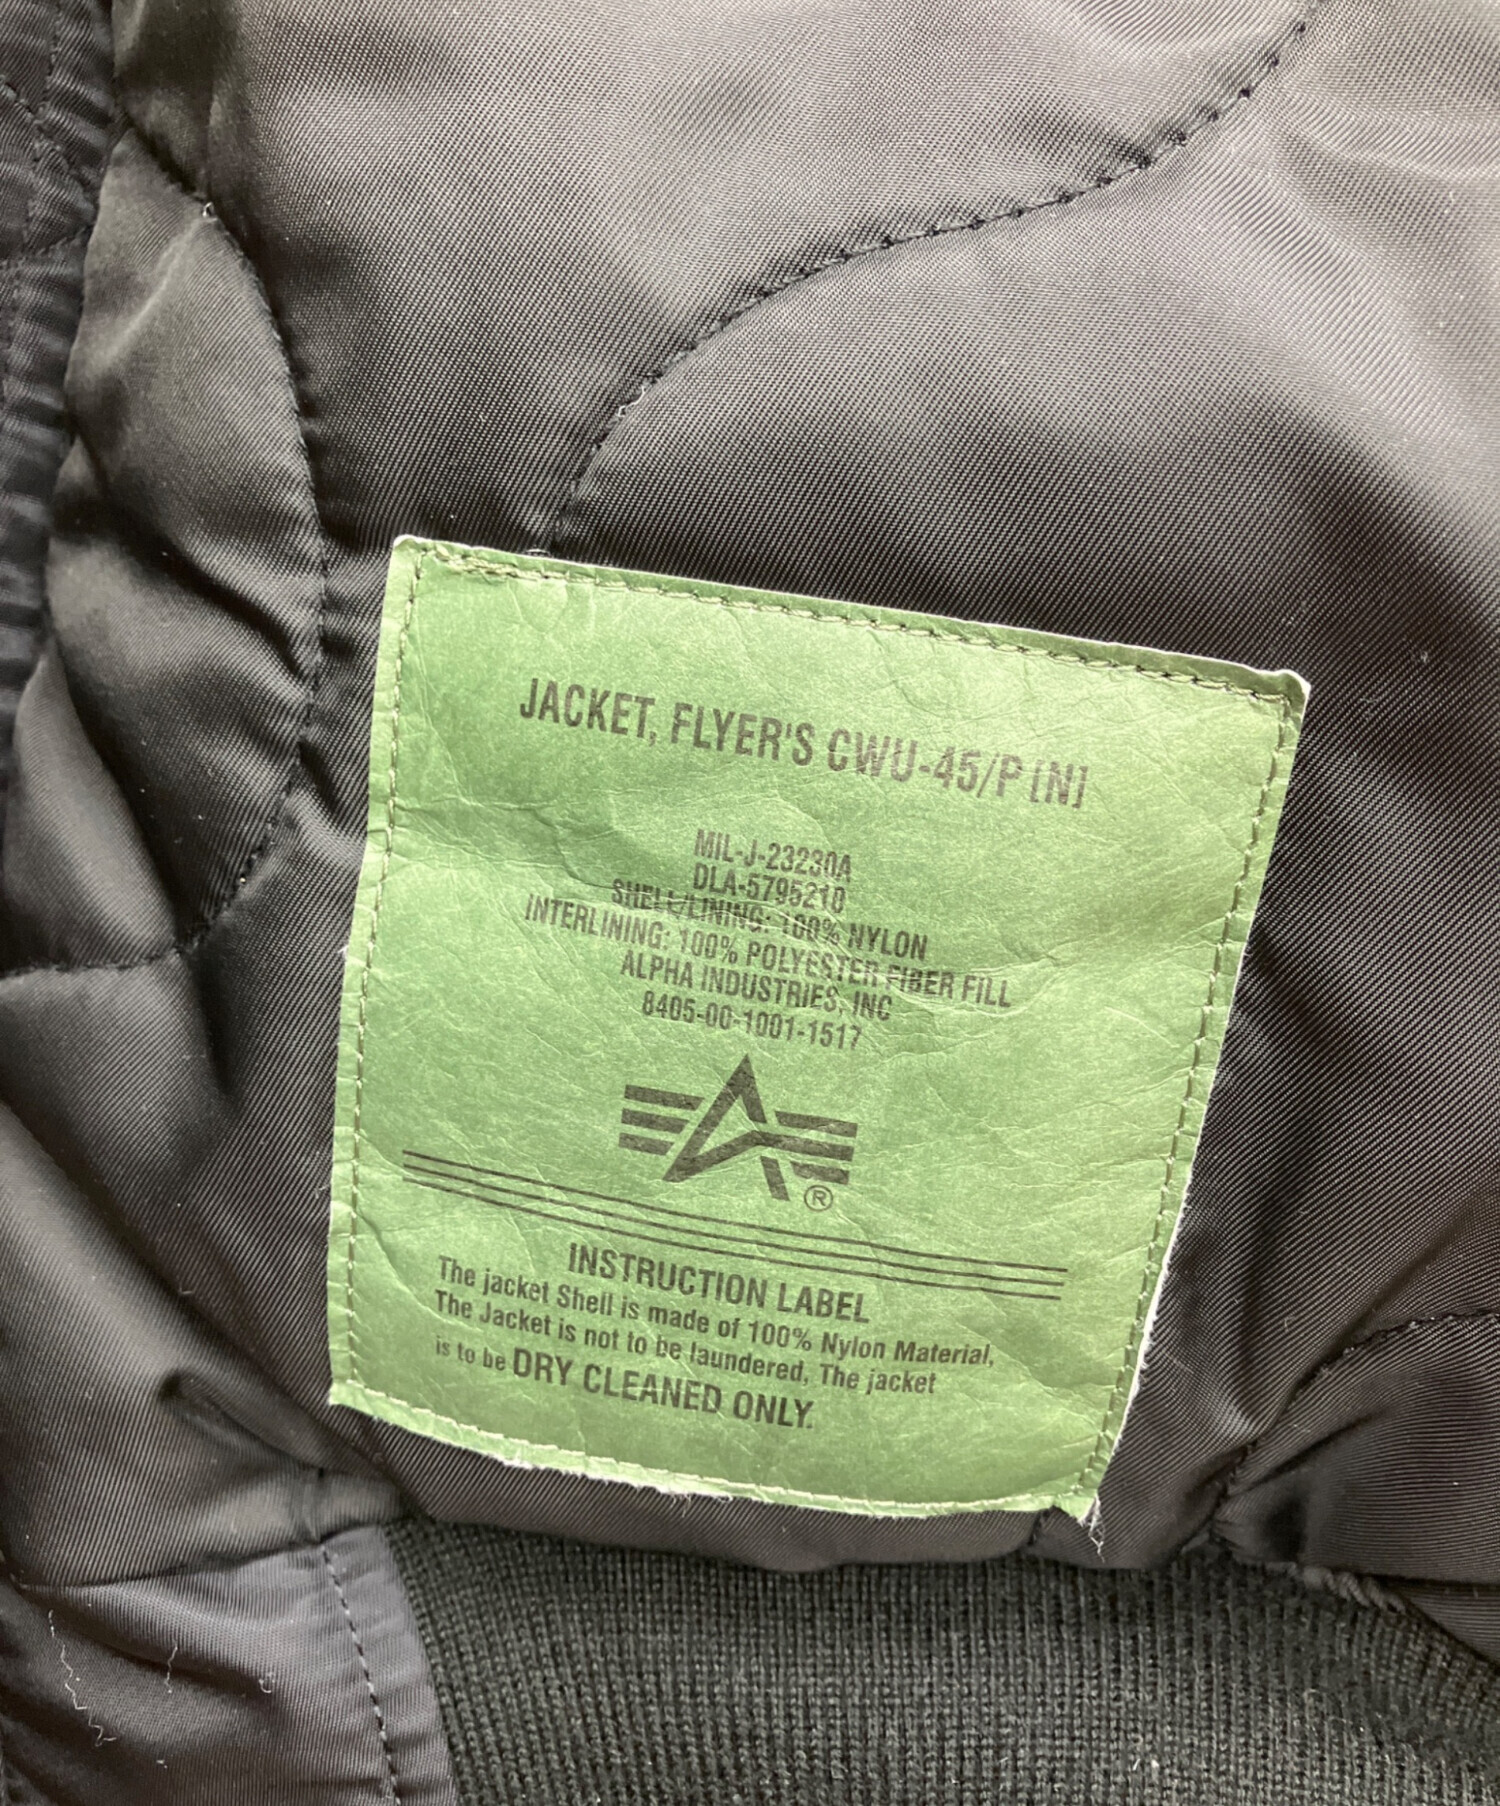 JACKET, FLYER'S CWU-45/P [N]
MIL-J-23230A
DLA-5795210
SHELL/LINING: 100% NYLON
INTERLINING: 100% POLYESTER FIBER FILL
ALPHA INDUSTRIES, INC
8405-00-1001-1517
®
INSTRUCTION LABEL
The jacket Shell is made of 100% Nylon Material,
The Jacket is not to be laundered, The jacket
is to be DRY CLEANED ONLY.